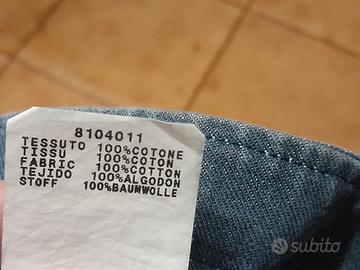 8104011
TESSUTO 100%COTONE
TISSU 100%COTON
FABRIC 100%COTTON
TEJIDO 100%ALGODON
STOFF 100%BAUMWOLLE
subito